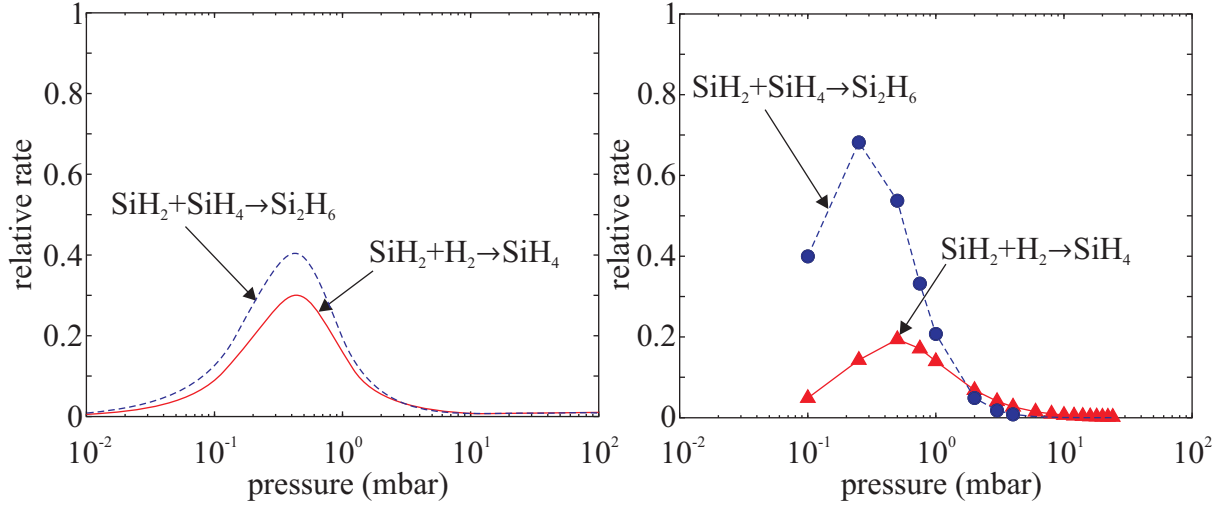 1
0.8
0.6
0.4
0.2
0
relative rate
SiH₂+SiH₄→Si₂H₆
SiH₂+H₂→SiH₄
10⁻²
10⁻¹
10⁰
10¹
10²
pressure (mbar)
1
0.8
0.6
0.4
0.2
0
relative rate
SiH₂+SiH₄→Si₂H₆
SiH₂+H₂→SiH₄
10⁻²
10⁻¹
10⁰
10¹
10²
pressure (mbar)